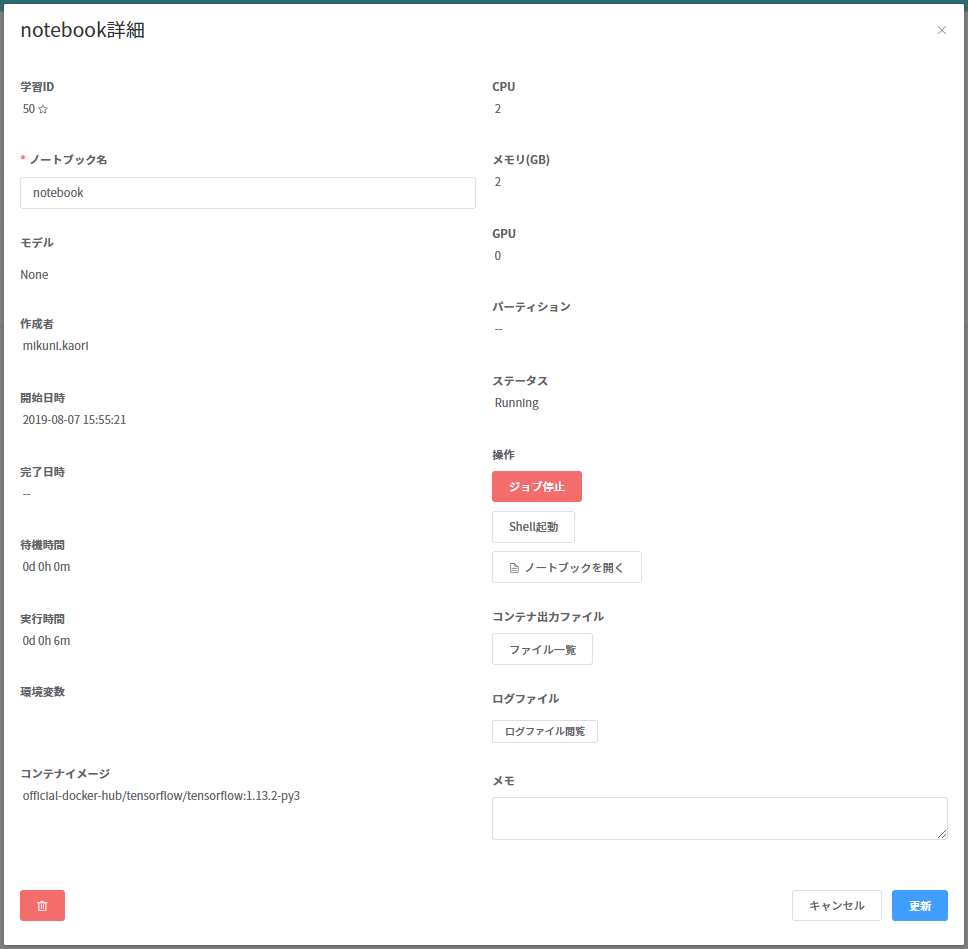 notebook詳細
学習ID
50
* ノートブック名
notebook
モデル
None
作成者
mikuni.kaori
開始日時
2019-08-07 15:55:21
完了日時
--
待機時間
0d 0h 0m
実行時間
0d 0h 6m
環境変数
コンテナイメージ
official-docker-hub/tensorflow/tensorflow:1.13.2-py3
CPU
2
メモリ(GB)
2
GPU
0
パーティション
--
ステータス
Running
操作
ジョブ停止
Shell起動
ノートブックを開く
コンテナ出力ファイル
ファイル一覧
ログファイル
ログファイル閲覧
メモ
キャンセル
更新